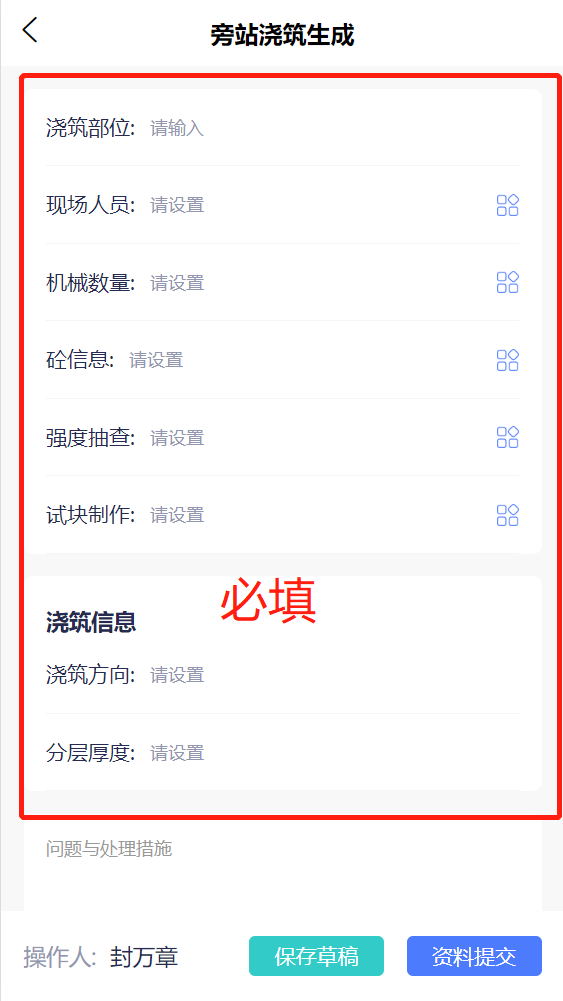 旁站浇筑生成
浇筑部位: 请输入
现场人员: 请设置
机械数量: 请设置
砼信息: 请设置
强度抽查: 请设置
试块制作: 请设置
必填
浇筑信息
浇筑方向: 请设置
分层厚度: 请设置
问题与处理措施
操作人: 封万章 保存草稿 资料提交